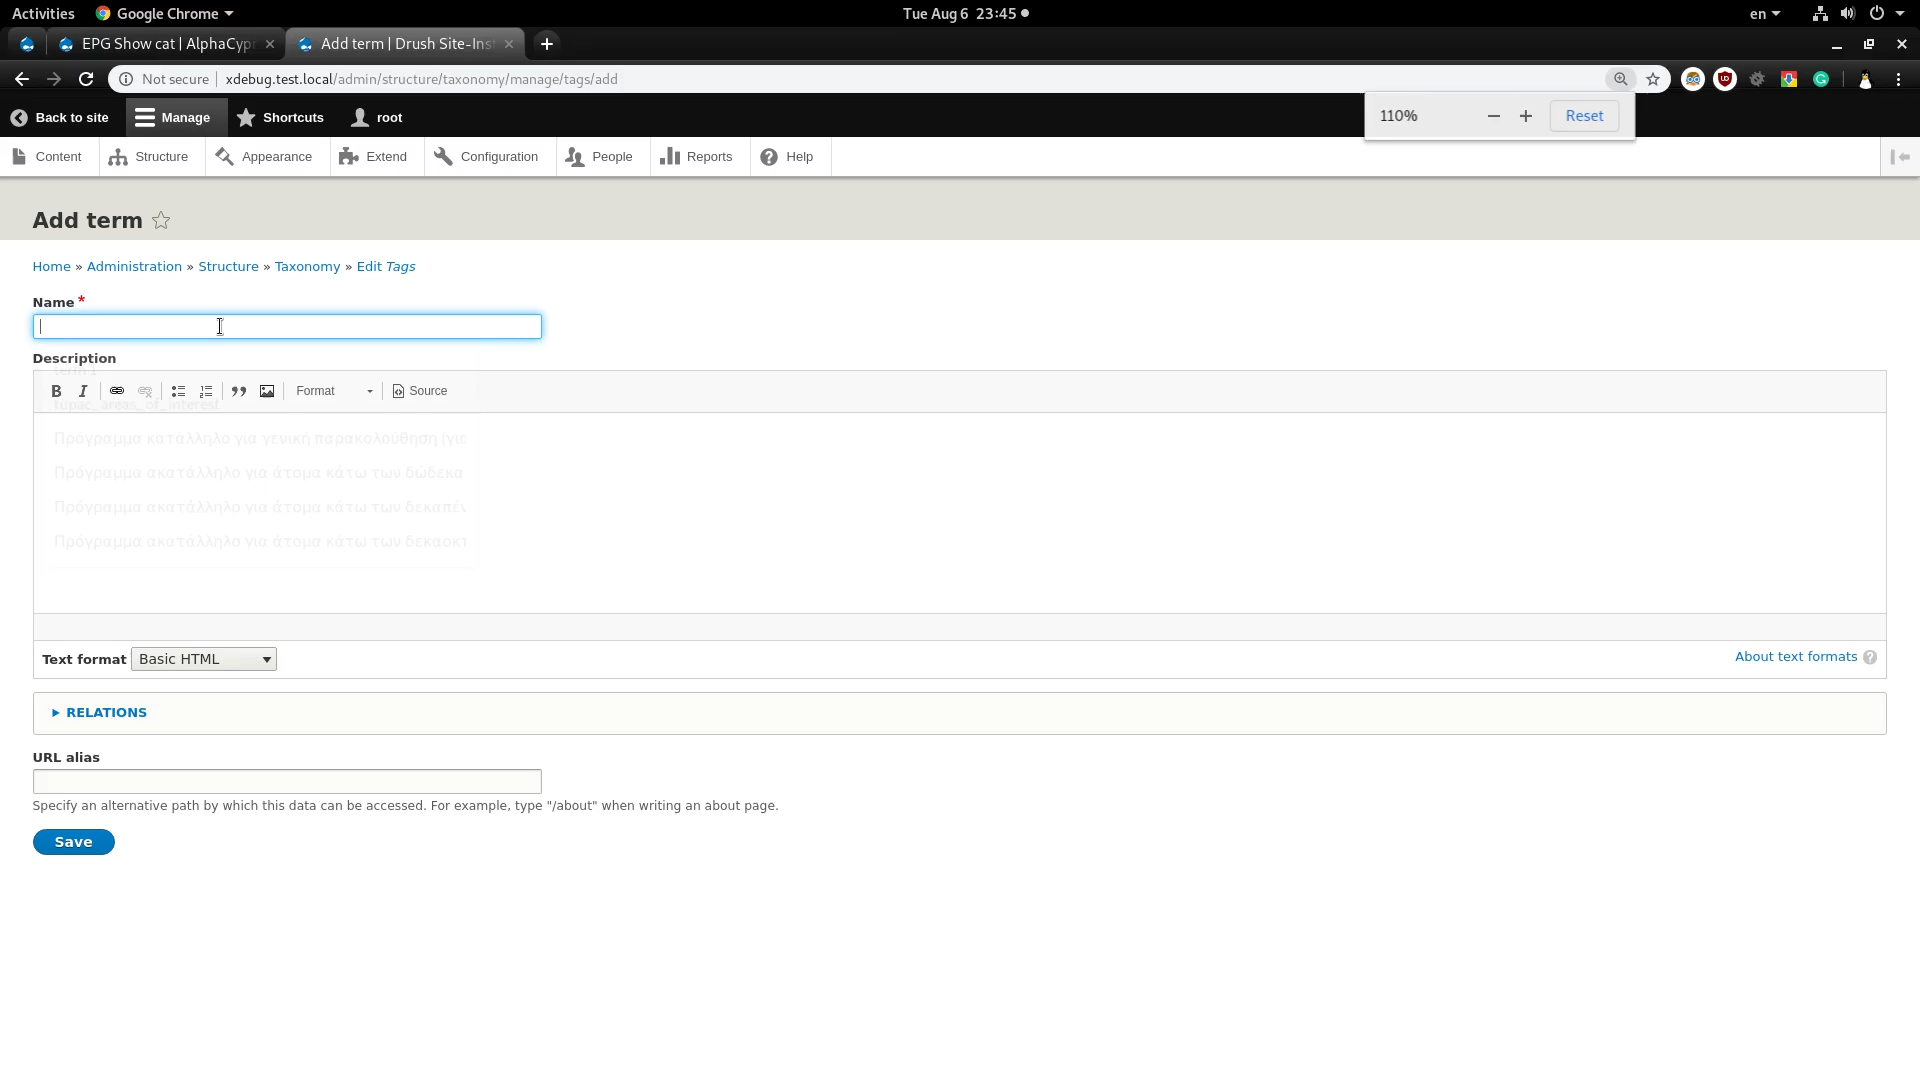 Activities Google Chrome Tue Aug 6 23:45 en
EPG Show cat | AlphaCyp Add term | Drush Site-Ins
Not secure xdebug.test.local/admin/structure/taxonomy/manage/tags/add
Back to site Manage Shortcuts root
110% Reset
Content Structure Appearance Extend Configuration People Reports Help
Add term
Home » Administration » Structure » Taxonomy » Edit Tags
Name *
Description
term 1
B I Format Source
tupac_areas_of_interest
Πρόγραμμα κατάλληλο για γενική παρακολούθηση (για
Πρόγραμμα ακατάλληλο για άτομα κάτω των δώδεκα
Πρόγραμμα ακατάλληλο για άτομα κάτω των δεκαπέν
Πρόγραμμα ακατάλληλο για άτομα κάτω των δεκαοκτ
Text format Basic HTML About text formats ?
RELATIONS
URL alias
Specify an alternative path by which this data can be accessed. For example, type "/about" when writing an about page.
Save